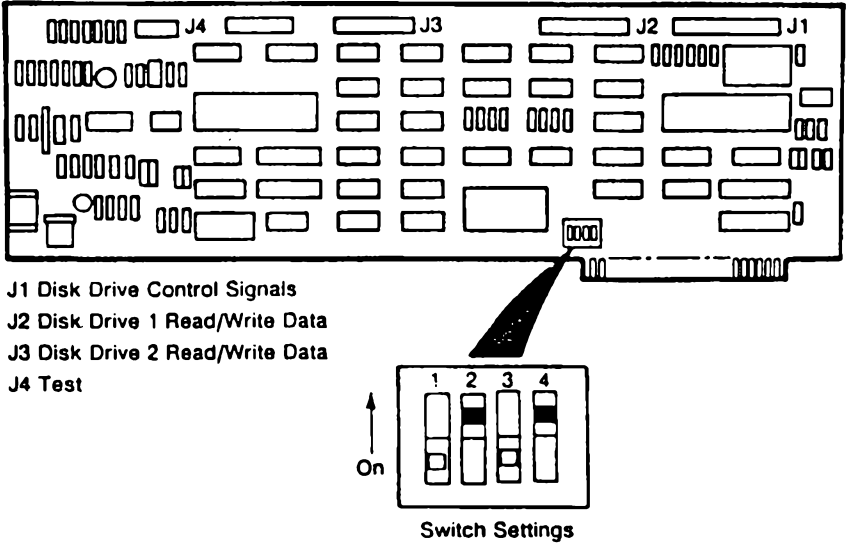 J4 J3 J2 J1
J1 Disk Drive Control Signals
J2 Disk Drive 1 Read/Write Data
J3 Disk Drive 2 Read/Write Data
J4 Test
1 2 3 4
On
Switch Settings